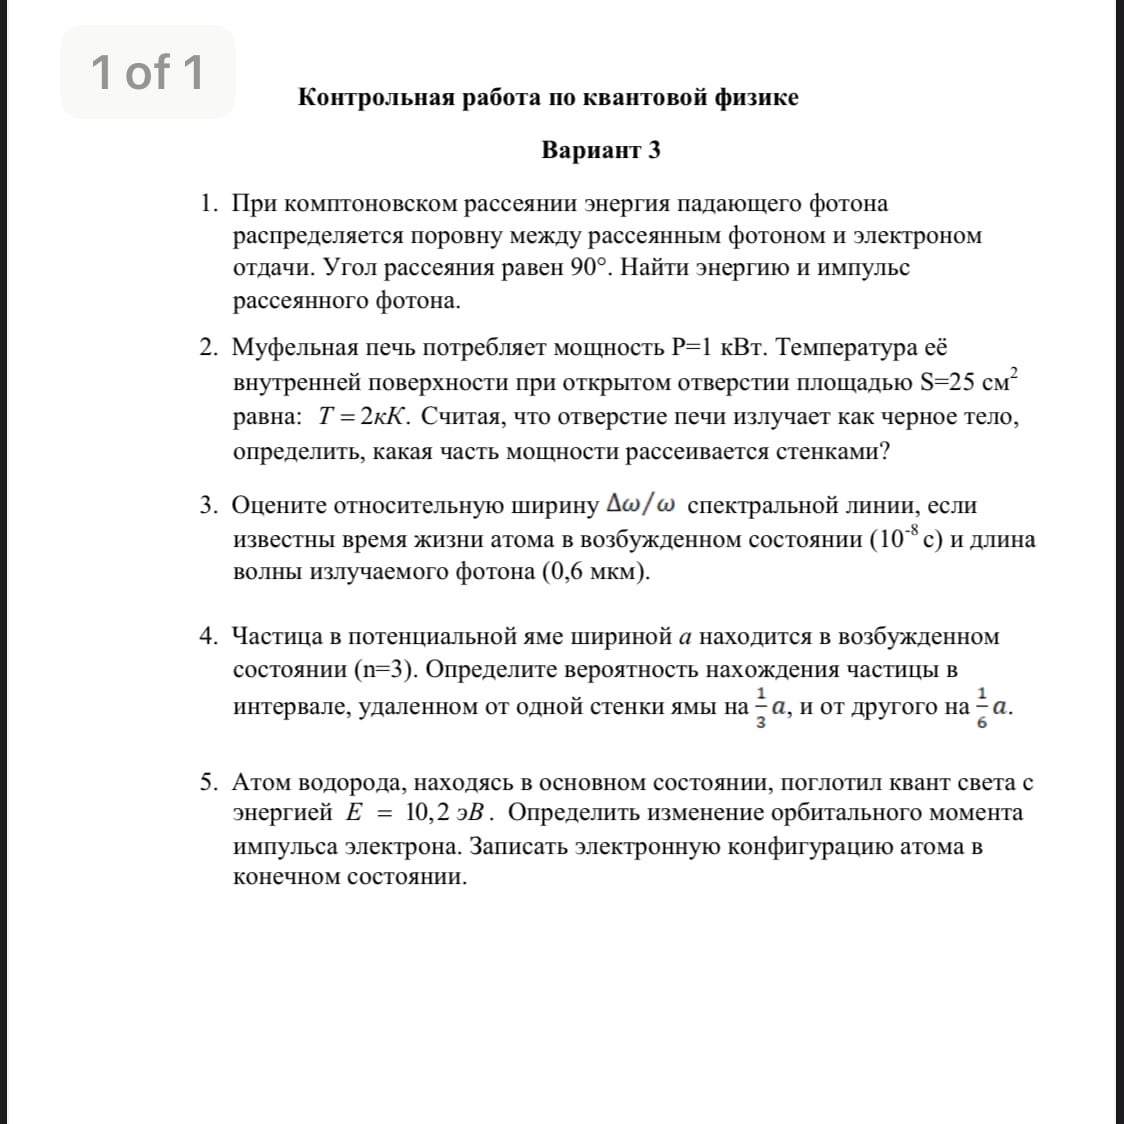 1 of 1
Контрольная работа по квантовой физике
Вариант 3
1. При комптоновском рассеянии энергия падающего фотона
распределяется поровну между рассеянным фотоном и электроном
отдачи. Угол рассеяния равен 90°. Найти энергию и импульс
рассеянного фотона.
2. Муфельная печь потребляет мощность P=1 кВт. Температура её
внутренней поверхности при открытом отверстии площадью S=25 см²
равна: T = 2кК. Считая, что отверстие печи излучает как черное тело,
определить, какая часть мощности рассеивается стенками?
3. Оцените относительную ширину Δω/ω спектральной линии, если
известны время жизни атома в возбужденном состоянии (10⁻⁸ с) и длина
волны излучаемого фотона (0,6 мкм).
4. Частица в потенциальной яме шириной a находится в возбужденном
состоянии (n=3). Определите вероятность нахождения частицы в
интервале, удаленном от одной стенки ямы на 1/3 a, и от другого на 1/6 a.
5. Атом водорода, находясь в основном состоянии, поглотил квант света с
энергией E = 10,2 эВ. Определить изменение орбитального момента
импульса электрона. Записать электронную конфигурацию атома в
конечном состоянии.